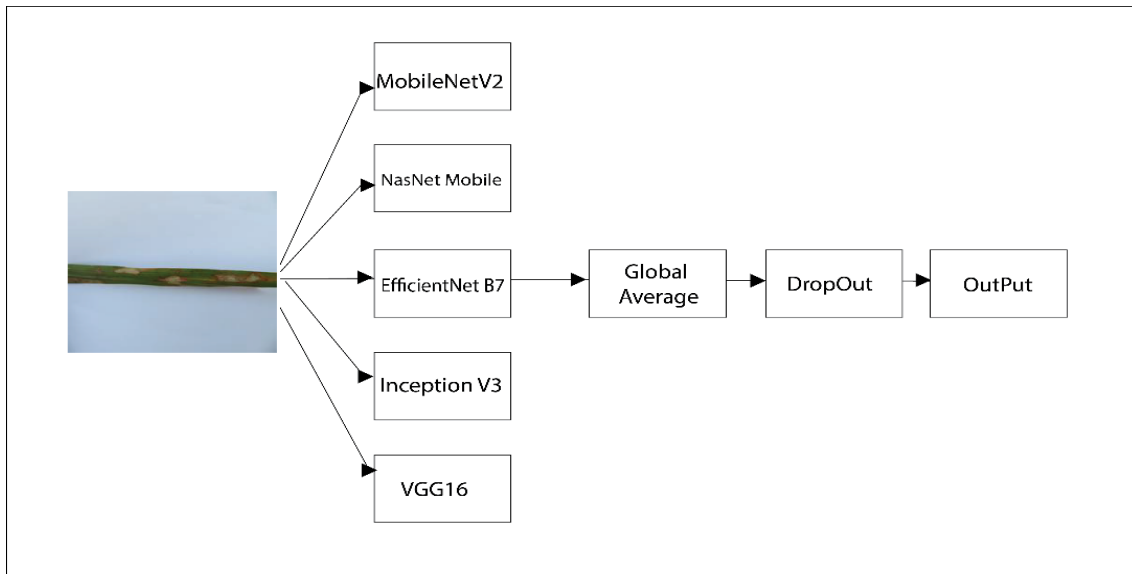 MobileNetV2
NasNet Mobile
EfficientNet B7
Global
Average
DropOut
OutPut
Inception V3
VGG16